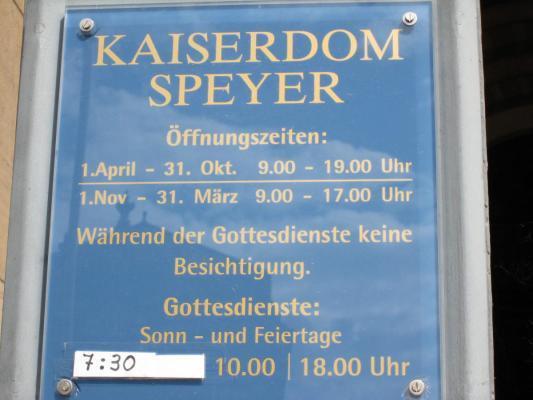 KAISERDOM
SPEYER
Öffnungszeiten:
1.April - 31. Okt. 9.00 - 19.00 Uhr
1.Nov - 31. März 9.00 - 17.00 Uhr
Während der Gottesdienste keine
Besichtigung.
Gottesdienste:
Sonn - und Feiertage
7:30 10.00 | 18.00 Uhr